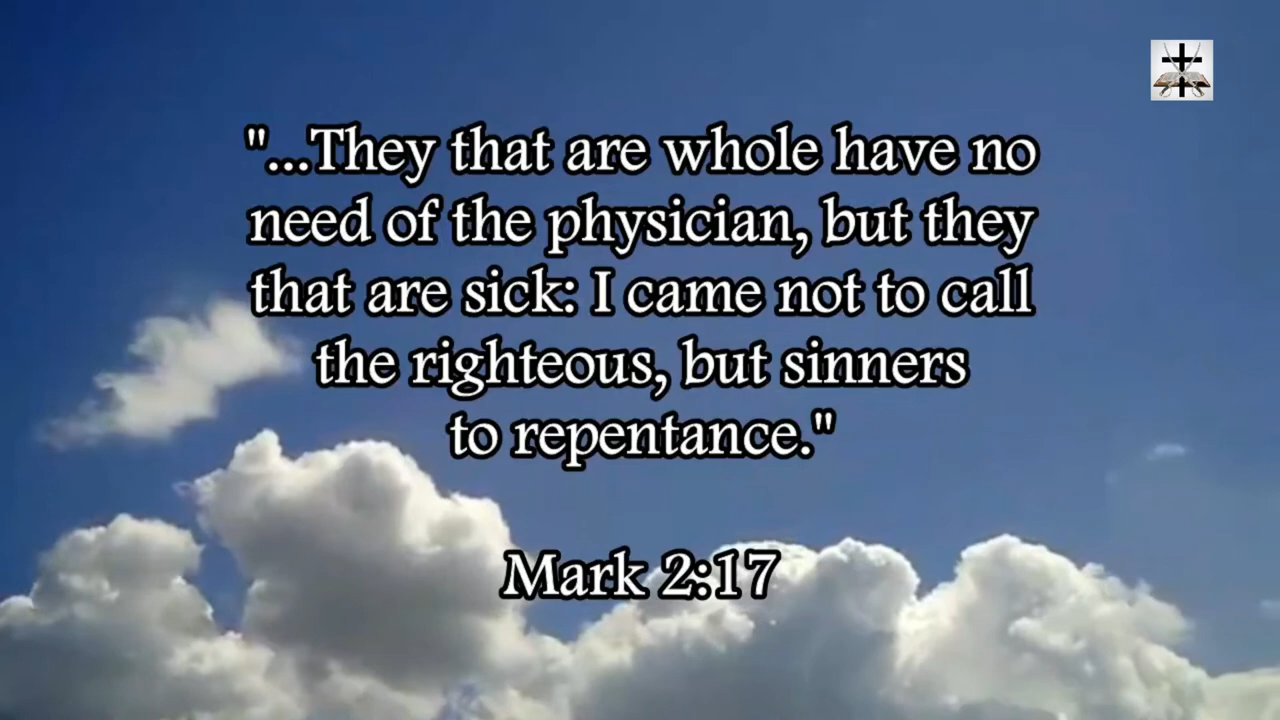 "...They that are whole have no
need of the physician, but they
that are sick: I came not to call
the righteous, but sinners
to repentance."
Mark 2:17